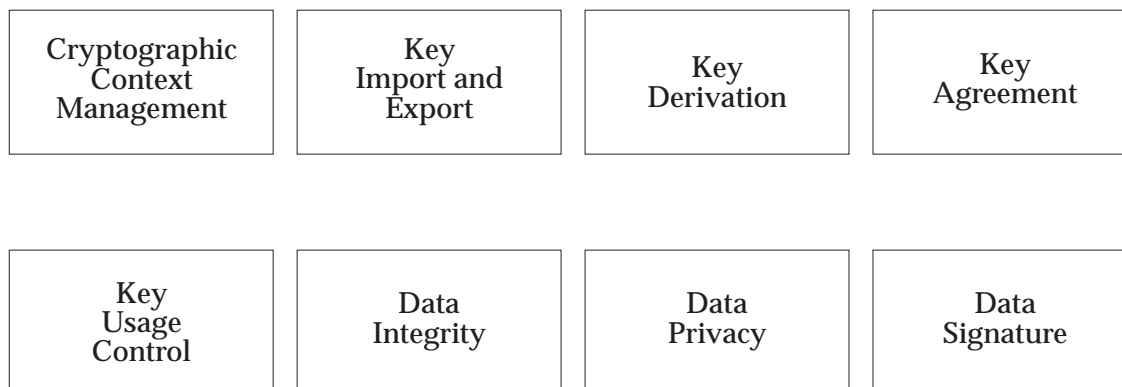 Cryptographic
Context
Management
Key
Import and
Export
Key
Derivation
Key
Agreement
Key
Usage
Control
Data
Integrity
Data
Privacy
Data
Signature